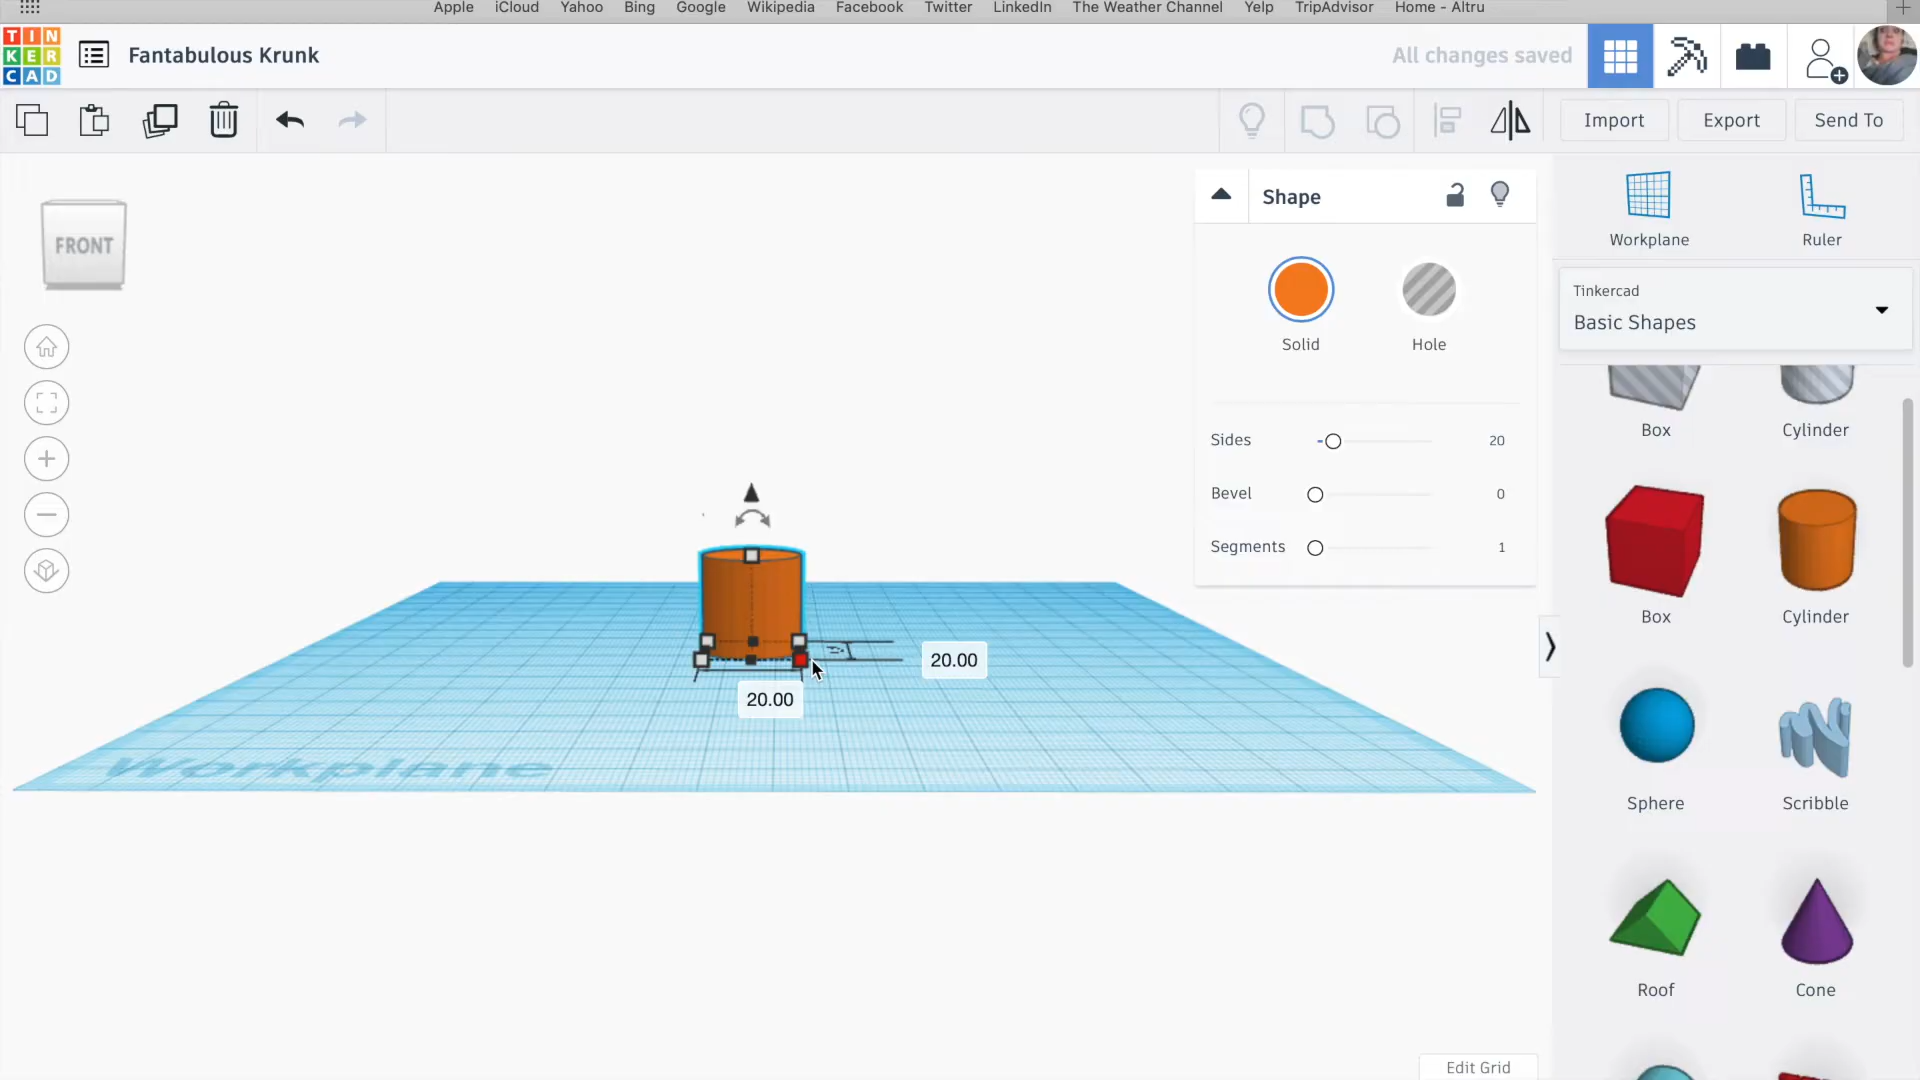 Apple iCloud Yahoo Bing Google Wikipedia Facebook Twitter LinkedIn The Weather Channel Yelp TripAdvisor Home - Altru
TIN
KER
CAD
Fantabulous Krunk
All changes saved
Import
Export
Send To
FRONT
Shape
Solid
Hole
Sides 20
Bevel 0
Segments 1
Workplane
Ruler
Tinkercad
Basic Shapes
Box
Cylinder
Box
Cylinder
Sphere
Scribble
Roof
Cone
20.00
20.00
Workplane
Edit Grid